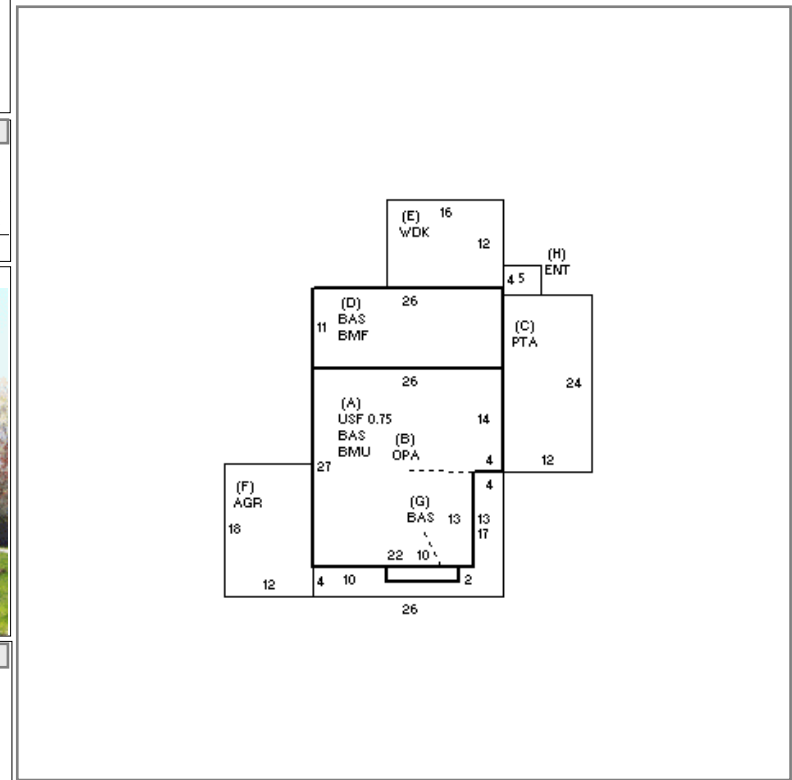 (E) 16
WDK
12
(H)
ENT
4 5
(D) 26
BAS
BMF
11
(C)
PTA
24
12
26
(A)
USF 0.75
BAS
BMU
14
(B)
OPA
4
27
4
(F)
AGR
18
12
(G)
BAS
13
13
17
22 10
4 10
2
26